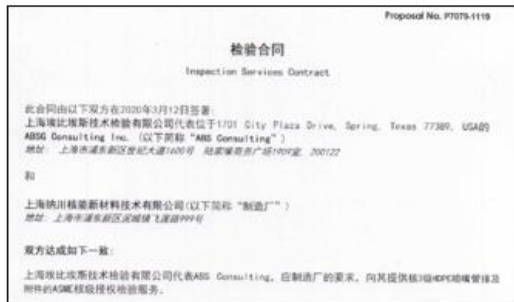 Proposal No. P7079-1119
检验合同
Inspection Services Contract
此合同由以下双方在2020年3月12日签署:
上海埃比埃斯技术检验有限公司代表位于1701 City Plaza Drive, Spring, Texas 77389, USA的
ABSG Consulting Inc. (以下简称“ABS Consulting”)
地址: 上海市浦东新区世纪大道1600号 陆家嘴商务广场1909室, 200122
和
上海纳川核能新材料技术有限公司(以下简称“制造厂”)
地址: 上海市浦东新区泥城镇飞渡路999号
双方达成如下一致:
上海埃比埃斯技术检验有限公司代表ABS Consulting, 应制造厂的要求, 向其提供核3级HDPE 管接及
附件的ASME核级授权检验服务。